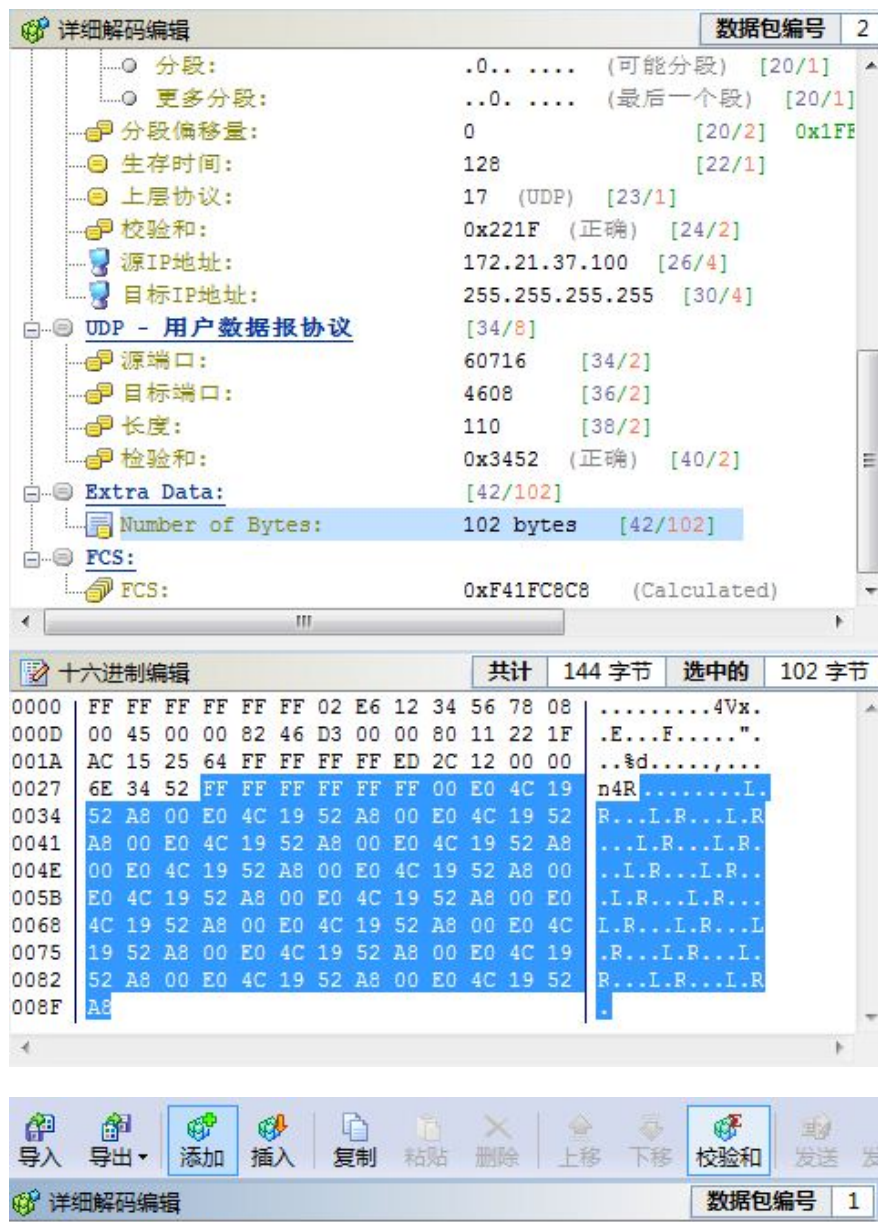 详细解码编辑 数据包编号 2
分段: .0.. .... (可能分段) [20/1]
更多分段: ..0. .... (最后一个段) [20/1]
分段偏移量: 0 [20/2] 0x1FF
生存时间: 128 [22/1]
上层协议: 17 (UDP) [23/1]
校验和: 0x221F (正确) [24/2]
源IP地址: 172.21.37.100 [26/4]
目标IP地址: 255.255.255.255 [30/4]
UDP - 用户数据报协议 [34/8]
源端口: 60716 [34/2]
目标端口: 4608 [36/2]
长度: 110 [38/2]
检验和: 0x3452 (正确) [40/2]
Extra Data: [42/102]
Number of Bytes: 102 bytes [42/102]
FCS:
FCS: 0xF41FC8C8 (Calculated)
十六进制编辑 共计 144 字节 选中的 102 字节
0000 FF FF FF FF FF FF 02 E6 12 34 56 78 08 .........4Vx.
000D 00 45 00 00 82 46 D3 00 00 80 11 22 1F .E...F.....".
001A AC 15 25 64 FF FF FF FF ED 2C 12 00 00 ..%d.....,...
0027 6E 34 52 FF FF FF FF FF FF 00 E0 4C 19 n4R........L.
0034 52 A8 00 E0 4C 19 52 A8 00 E0 4C 19 52 R...L.R...L.R
0041 A8 00 E0 4C 19 52 A8 00 E0 4C 19 52 A8 ...L.R...L.R.
004E 00 E0 4C 19 52 A8 00 E0 4C 19 52 A8 00 ..L.R...L.R..
005B E0 4C 19 52 A8 00 E0 4C 19 52 A8 00 E0 .L.R...L.R...
0068 4C 19 52 A8 00 E0 4C 19 52 A8 00 E0 4C L.R...L.R...L
0075 19 52 A8 00 E0 4C 19 52 A8 00 E0 4C 19 .R...L.R...L.
0082 52 A8 00 E0 4C 19 52 A8 00 E0 4C 19 52 R...L.R...L.R
008F A8 .
导入 导出 添加 插入 复制 粘贴 删除 上移 下移 校验和 发送
详细解码编辑 数据包编号 1